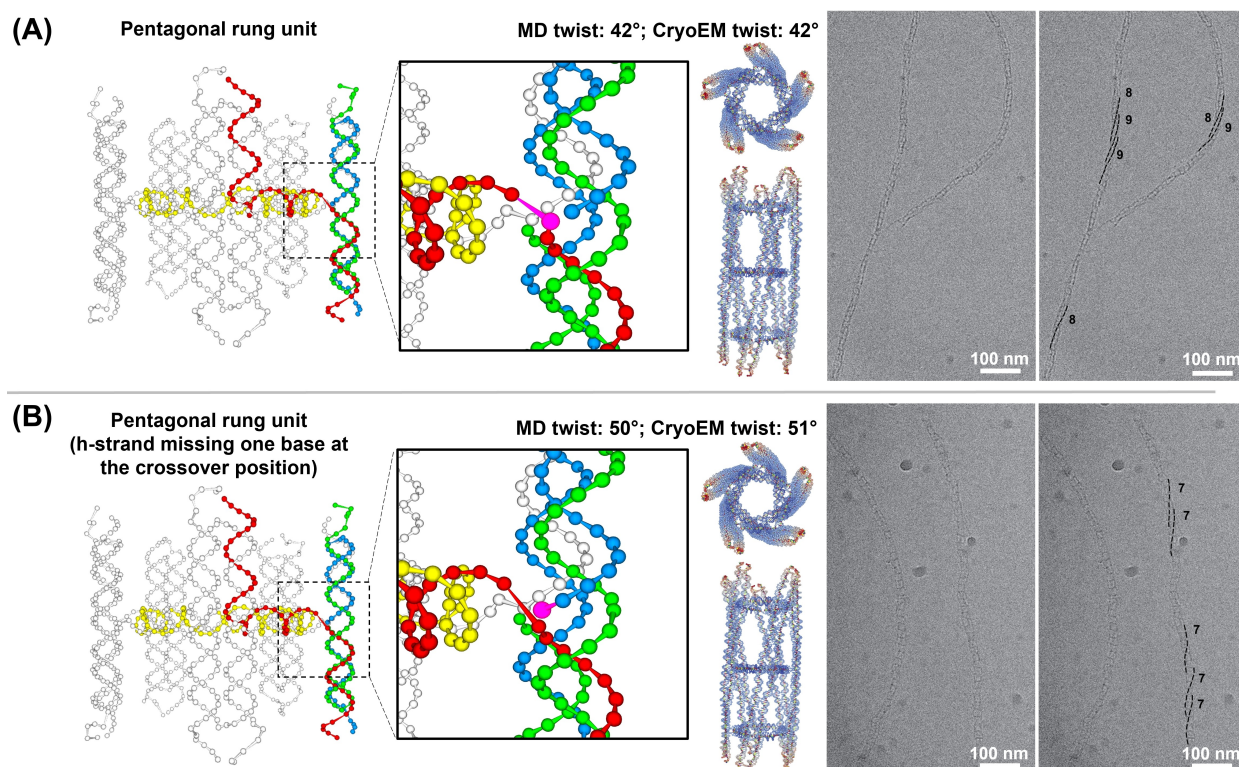 (A)
Pentagonal rung unit
MD twist: 42°; CryoEM twist: 42°
8
9
9
8
9
8
100 nm
100 nm
(B)
Pentagonal rung unit
(h-strand missing one base at
the crossover position)
MD twist: 50°; CryoEM twist: 51°
7
7
7
7
7
100 nm
100 nm